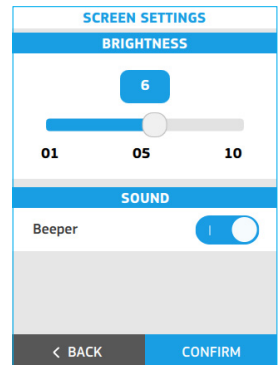 SCREEN SETTINGS
BRIGHTNESS
6
01 05 10
SOUND
Beeper
< BACK CONFIRM